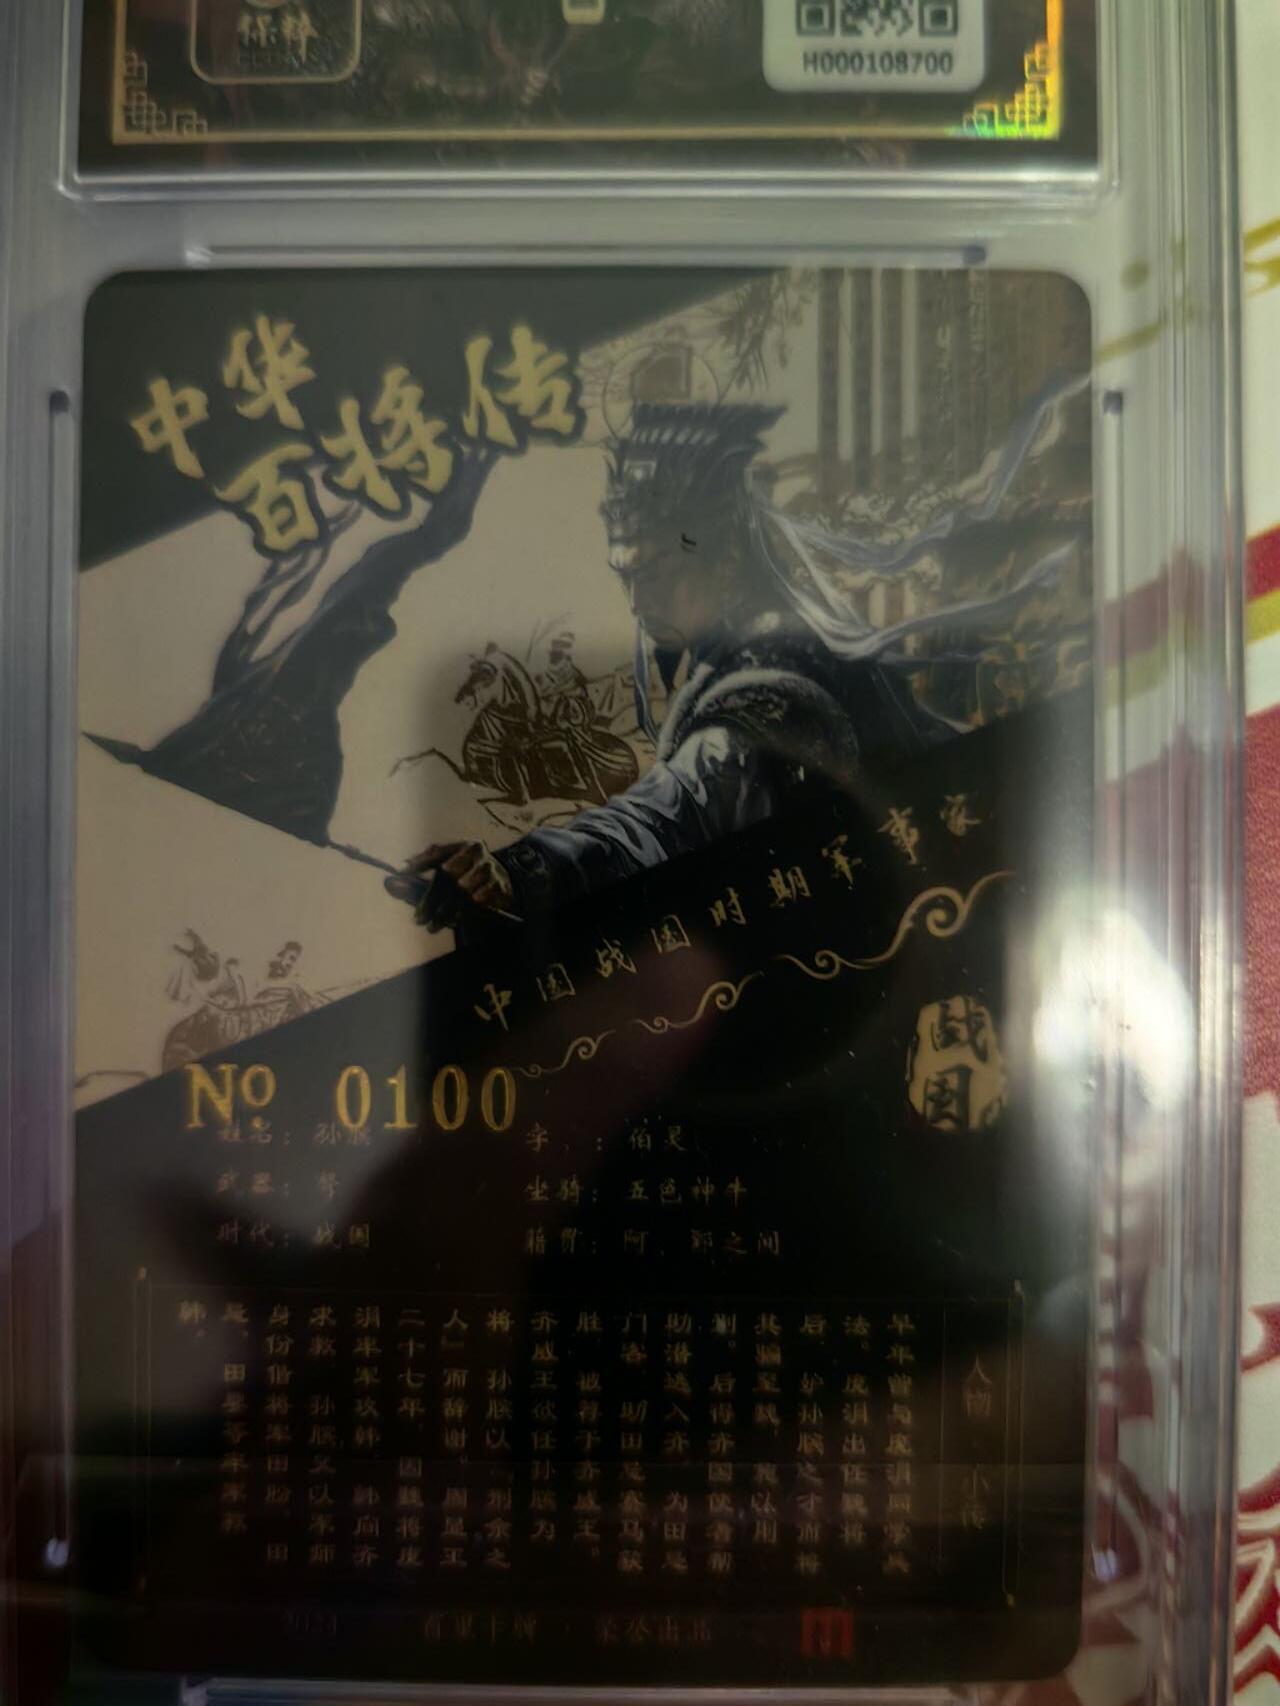 保粹
H000108700
中华
百将传
中国战国时期军事家
战国
№ 0100
姓名：孙膑
字：伯灵
武器：弩
坐骑：五色神牛
时代：战国
籍贯：阿、鄄之间
人物 小传
早年曾与庞涓同学兵
法。庞涓出任魏将
后，妒孙膑之才而将
其骗至魏，施以刖
刑。后得齐国使者帮
助潜逃入齐，为田忌
门客，助田忌赛马获
胜，被荐于齐威王。
齐威王欲任孙膑为
将，孙膑以“刑余之
人”而辞谢。周显王
二十七年，因魏将庞
涓率军攻韩，韩向齐
求救，孙膑又以军师
身份偕将军田盼、田
忌、田婴等率军救
韩。